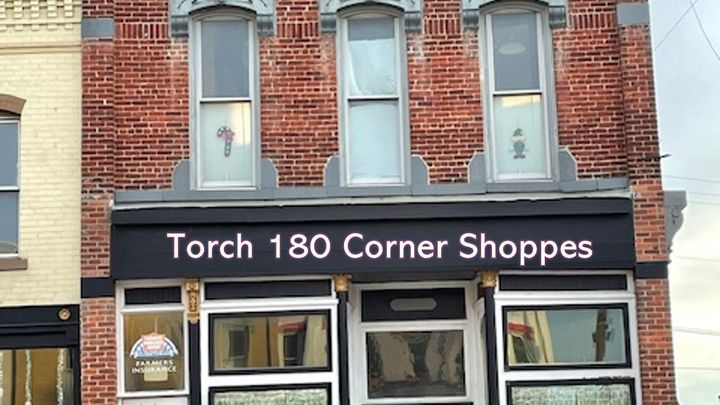 Torch 180 Corner Shoppes
FARMERS
INSURANCE